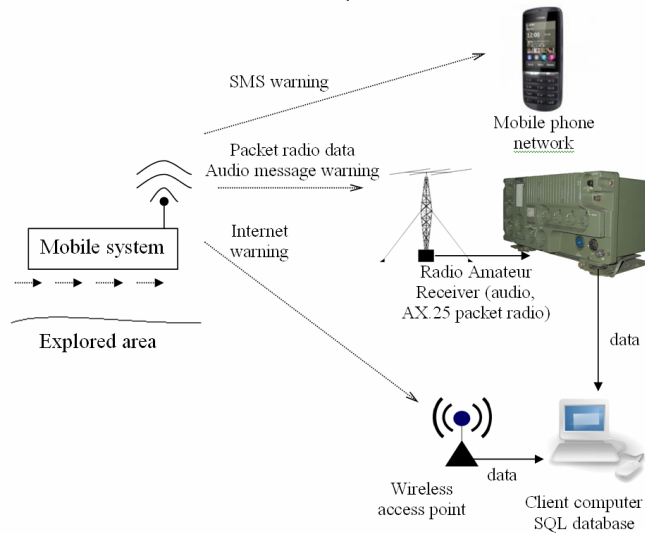 SMS warning
Mobile phone
network
Packet radio data
Audio message warning
Internet
warning
Mobile system
Explored area
Radio Amateur
Receiver (audio,
AX.25 packet radio)
data
data
Wireless
access point
Client computer
SQL database